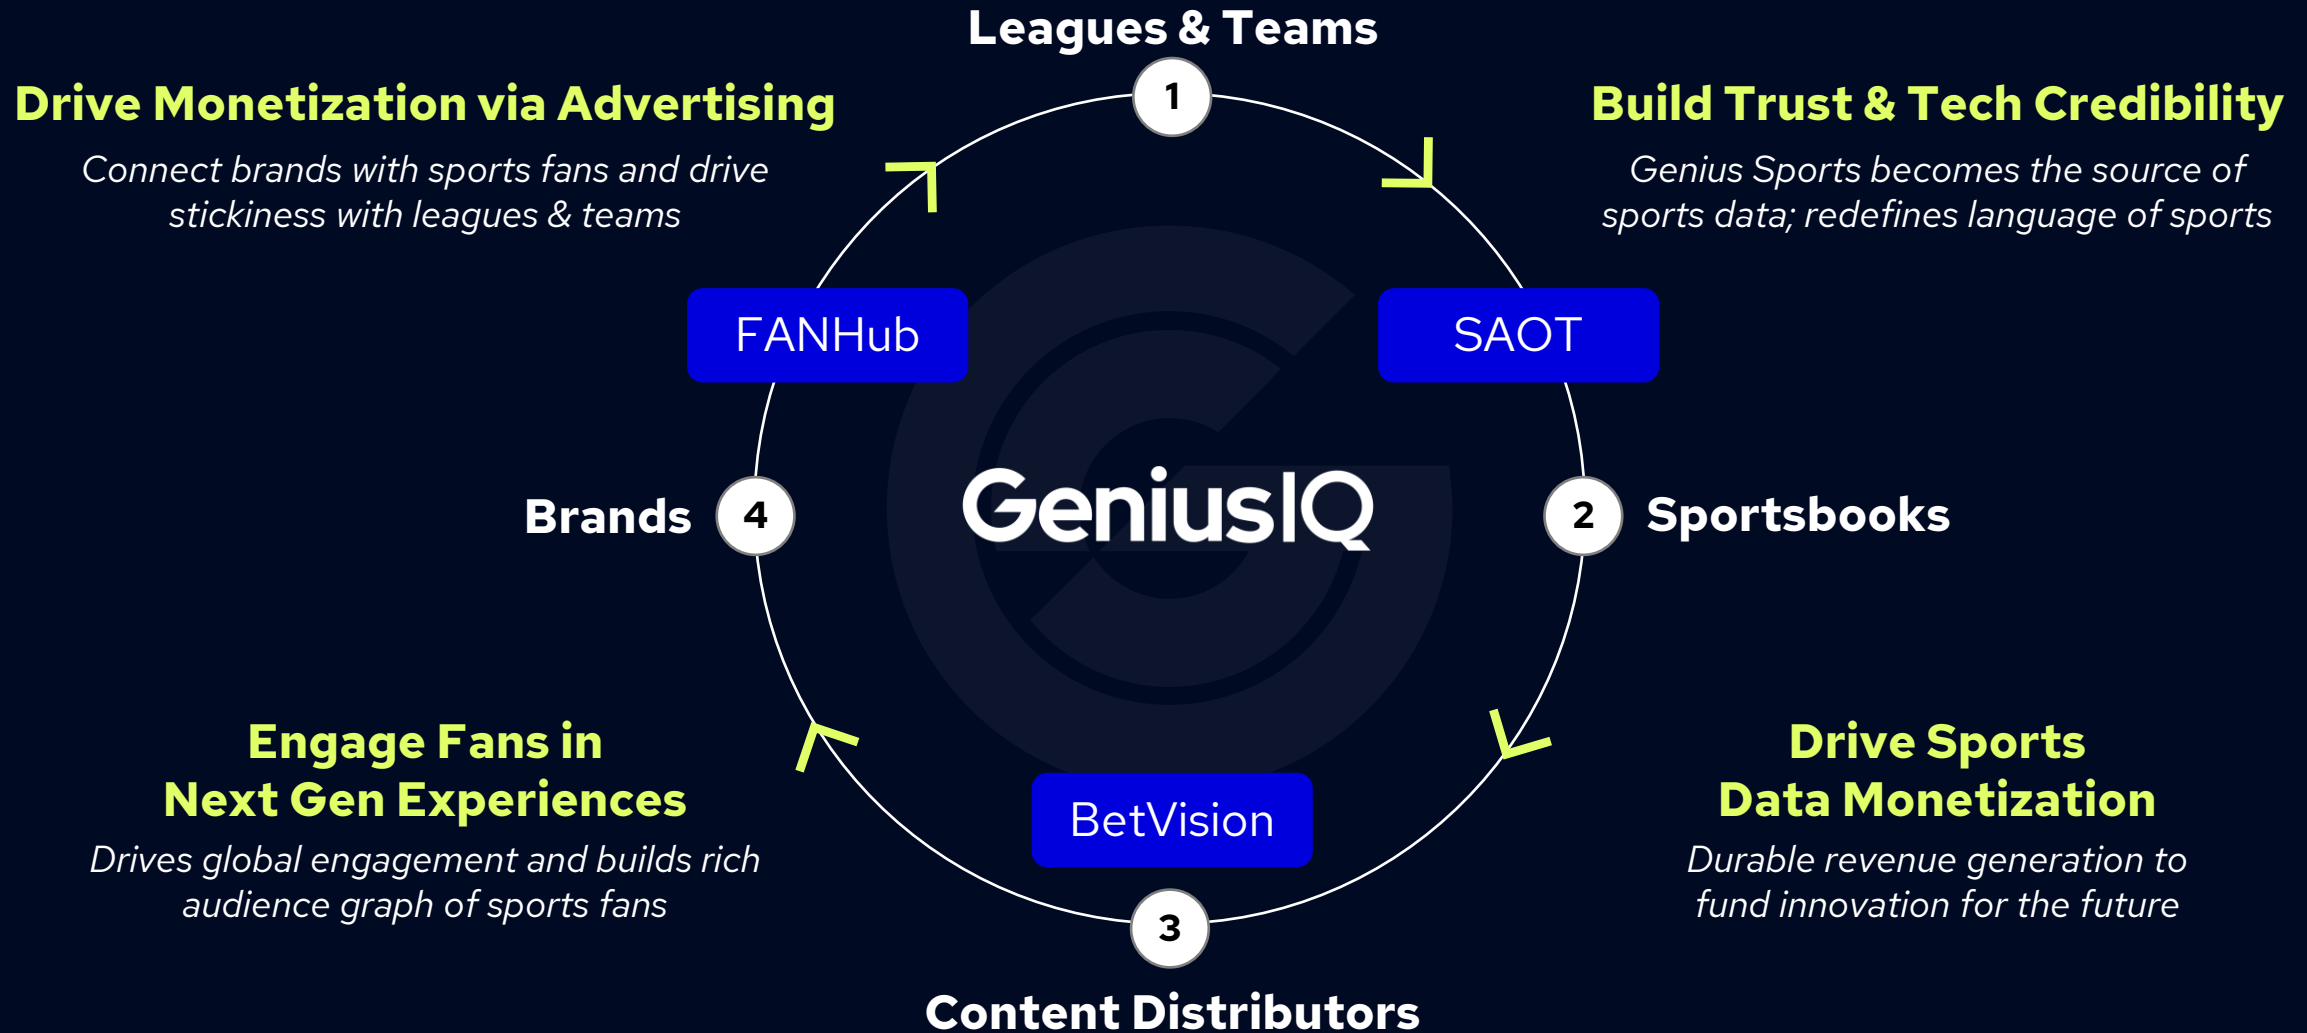 Leagues & Teams
1
Drive Monetization via Advertising
Connect brands with sports fans and drive
stickiness with leagues & teams
Build Trust & Tech Credibility
Genius Sports becomes the source of
sports data; redefines language of sports
FANHub
SAOT
Brands
4
GeniusIQ
2
Sportsbooks
Engage Fans in
Next Gen Experiences
Drives global engagement and builds rich
audience graph of sports fans
Drive Sports
Data Monetization
Durable revenue generation to
fund innovation for the future
BetVision
3
Content Distributors